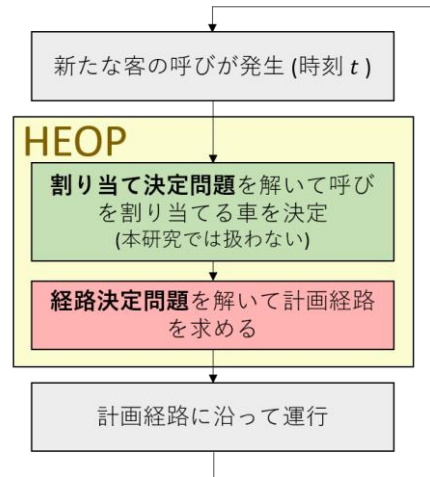 新たな客の呼びが発生 (時刻 t )
HEOP
割り当て決定問題を解いて呼び
を割り当てる車を決定
(本研究では扱わない)
経路決定問題を解いて計画経路
を求める
計画経路に沿って運行